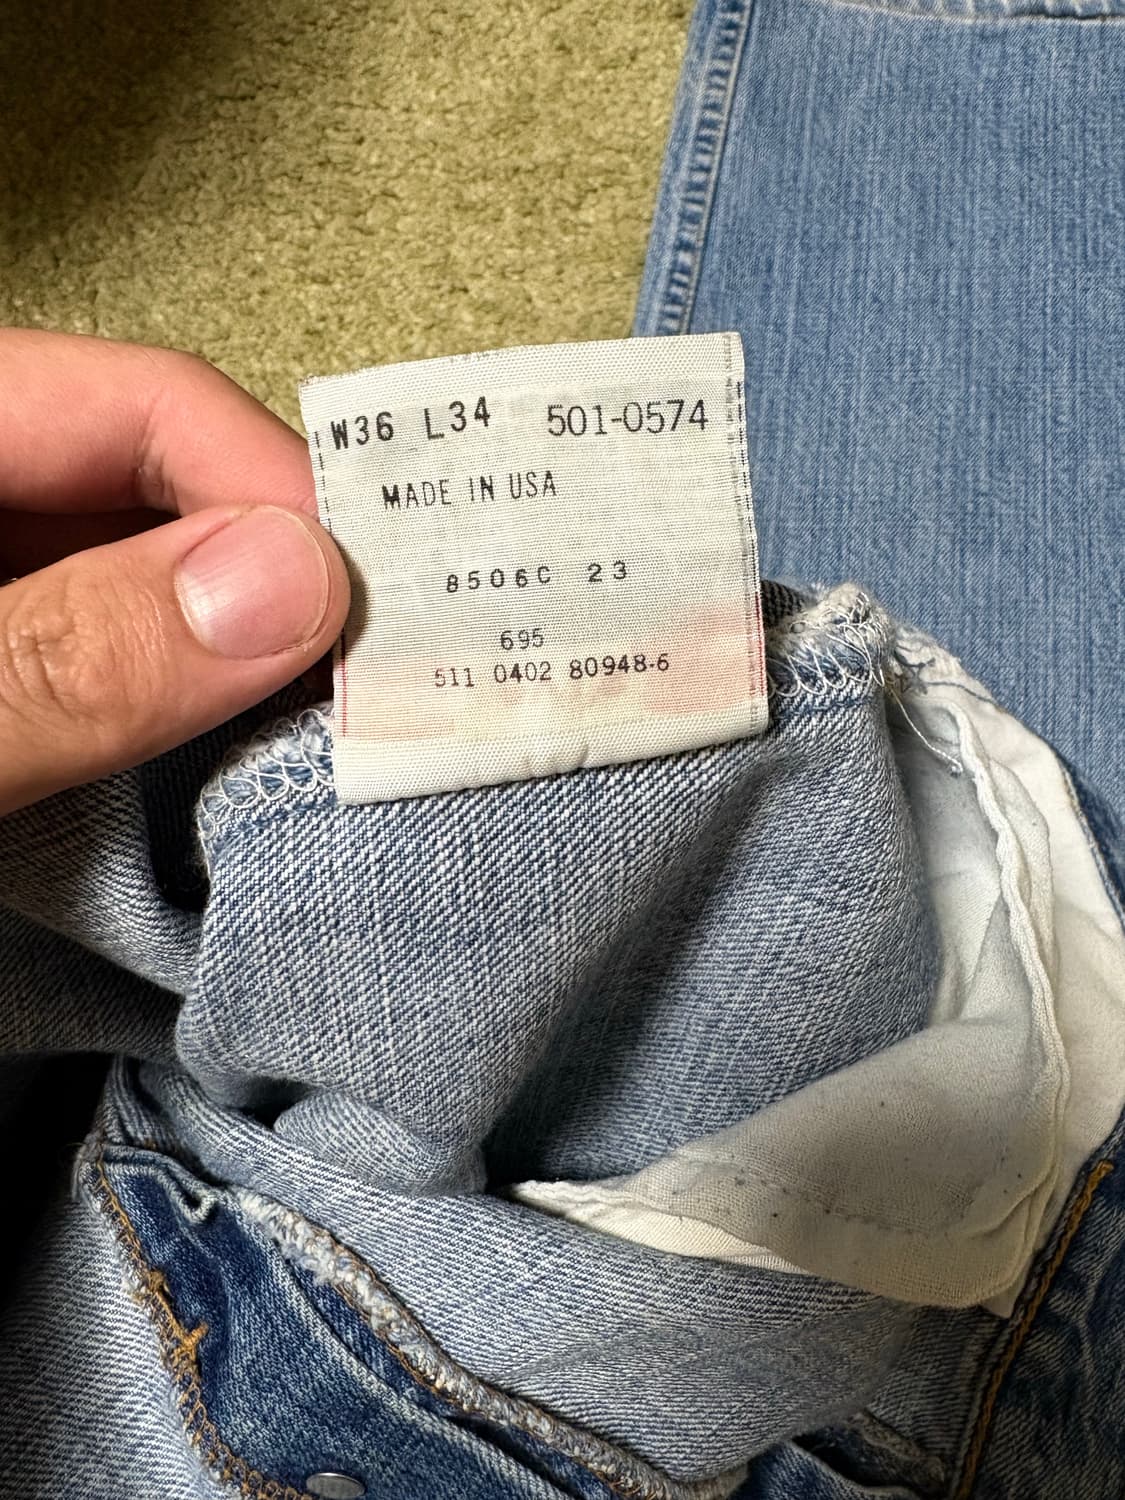 W36 L34 501-0574
MADE IN USA
8506C 23
695
511 0402 80948-6